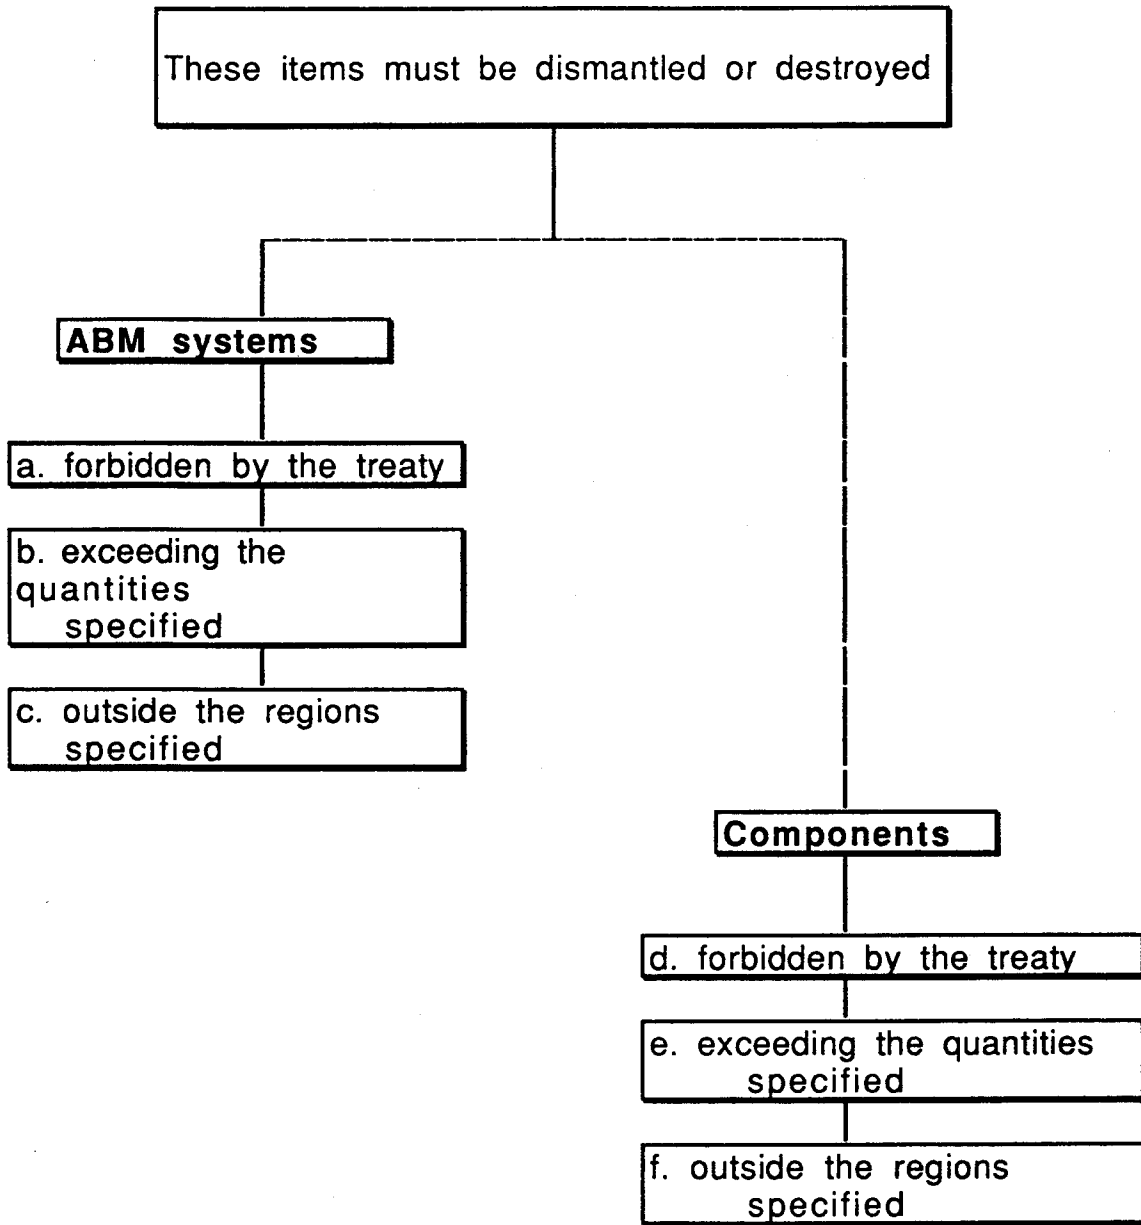 These items must be dismantled or destroyed
ABM systems
a. forbidden by the treaty
b. exceeding the
quantities
specified
c. outside the regions
specified
Components
d. forbidden by the treaty
e. exceeding the quantities
specified
f. outside the regions
specified